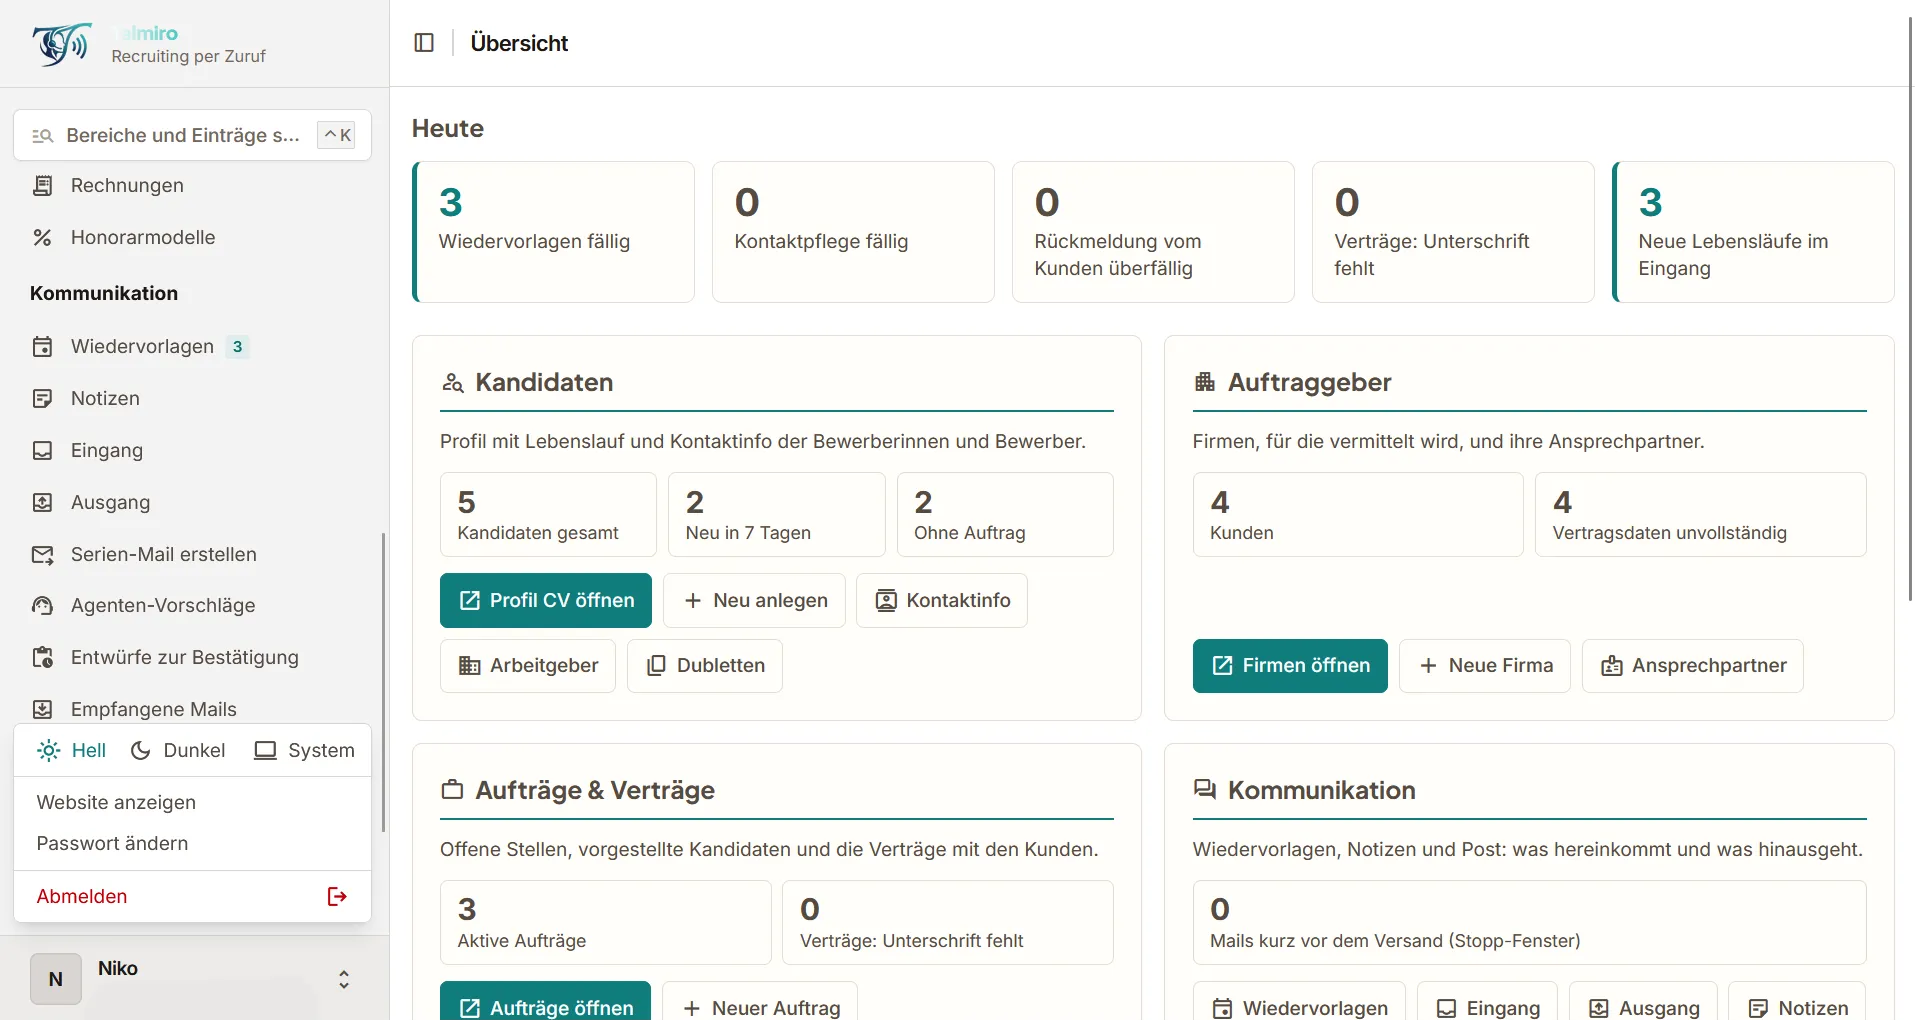 almiro
Recruiting per Zuruf
Bereiche und Einträge s... ^ K
Rechnungen
Honorarmodelle
Kommunikation
Wiedervorlagen 3
Notizen
Eingang
Ausgang
Serien-Mail erstellen
Agenten-Vorschläge
Entwürfe zur Bestätigung
Empfangene Mails
Hell Dunkel System
Website anzeigen
Passwort ändern
Abmelden
N Niko
Übersicht
Heute
3
Wiedervorlagen fällig
0
Kontaktpflege fällig
0
Rückmeldung vom
Kunden überfällig
0
Verträge: Unterschrift
fehlt
3
Neue Lebensläufe im
Eingang
Kandidaten
Profil mit Lebenslauf und Kontaktinfo der Bewerberinnen und Bewerber.
5
Kandidaten gesamt
2
Neu in 7 Tagen
2
Ohne Auftrag
Profil CV öffnen
Neu anlegen
Kontaktinfo
Arbeitgeber
Dubletten
Auftraggeber
Firmen, für die vermittelt wird, und ihre Ansprechpartner.
4
Kunden
4
Vertragsdaten unvollständig
Firmen öffnen
Neue Firma
Ansprechpartner
Aufträge & Verträge
Offene Stellen, vorgestellte Kandidaten und die Verträge mit den Kunden.
3
Aktive Aufträge
0
Verträge: Unterschrift fehlt
Aufträge öffnen
Neuer Auftrag
Kommunikation
Wiedervorlagen, Notizen und Post: was hereinkommt und was hinausgeht.
0
Mails kurz vor dem Versand (Stopp-Fenster)
Wiedervorlagen
Eingang
Ausgang
Notizen